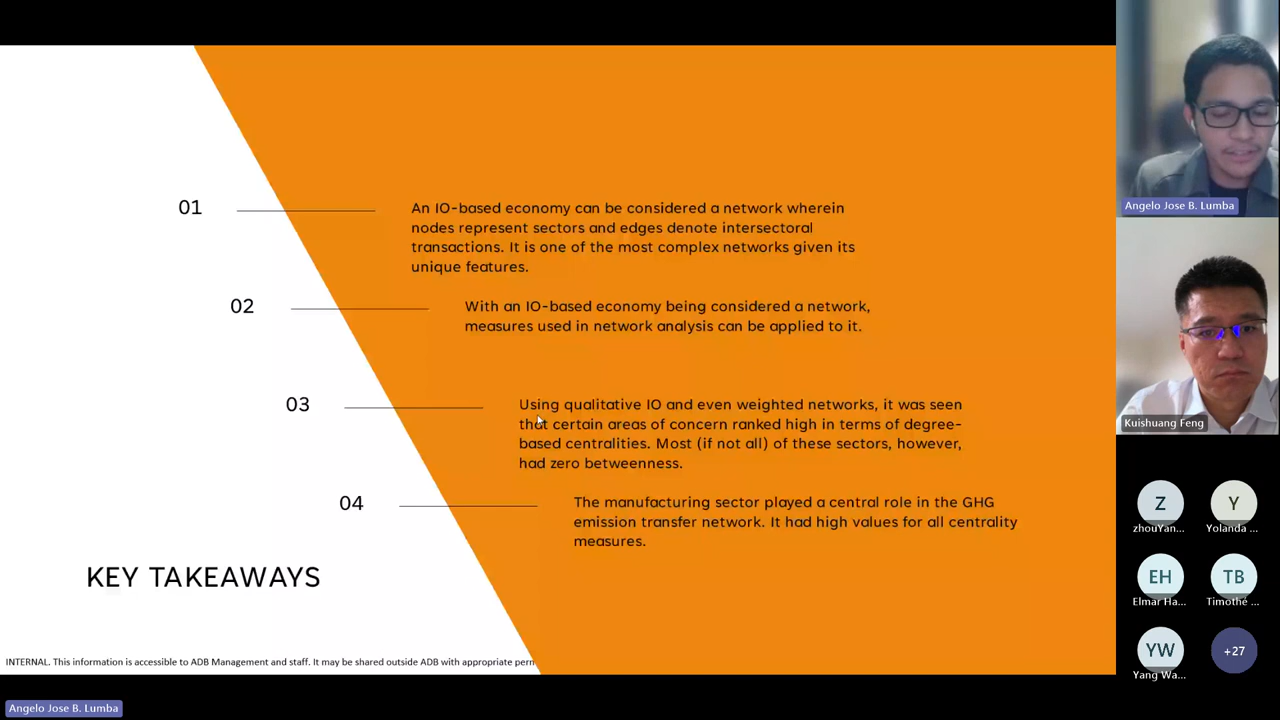 01
An IO-based economy can be considered a network wherein
nodes represent sectors and edges denote intersectoral
transactions. It is one of the most complex networks given its
unique features.
02
With an IO-based economy being considered a network,
measures used in network analysis can be applied to it.
03
Using qualitative IO and even weighted networks, it was seen
that certain areas of concern ranked high in terms of degree-
based centralities. Most (if not all) of these sectors, however,
had zero betweenness.
04
The manufacturing sector played a central role in the GHG
emission transfer network. It had high values for all centrality
measures.
KEY TAKEAWAYS
INTERNAL. This information is accessible to ADB Management and staff. It may be shared outside ADB with appropriate perm
Angelo Jose B. Lumba
Angelo Jose B. Lumba
Kuishuang Feng
Z
zhouYan...
Y
Yolanda ...
EH
Elmar Ha...
TB
Timothé ...
YW
Yang Wa...
+27